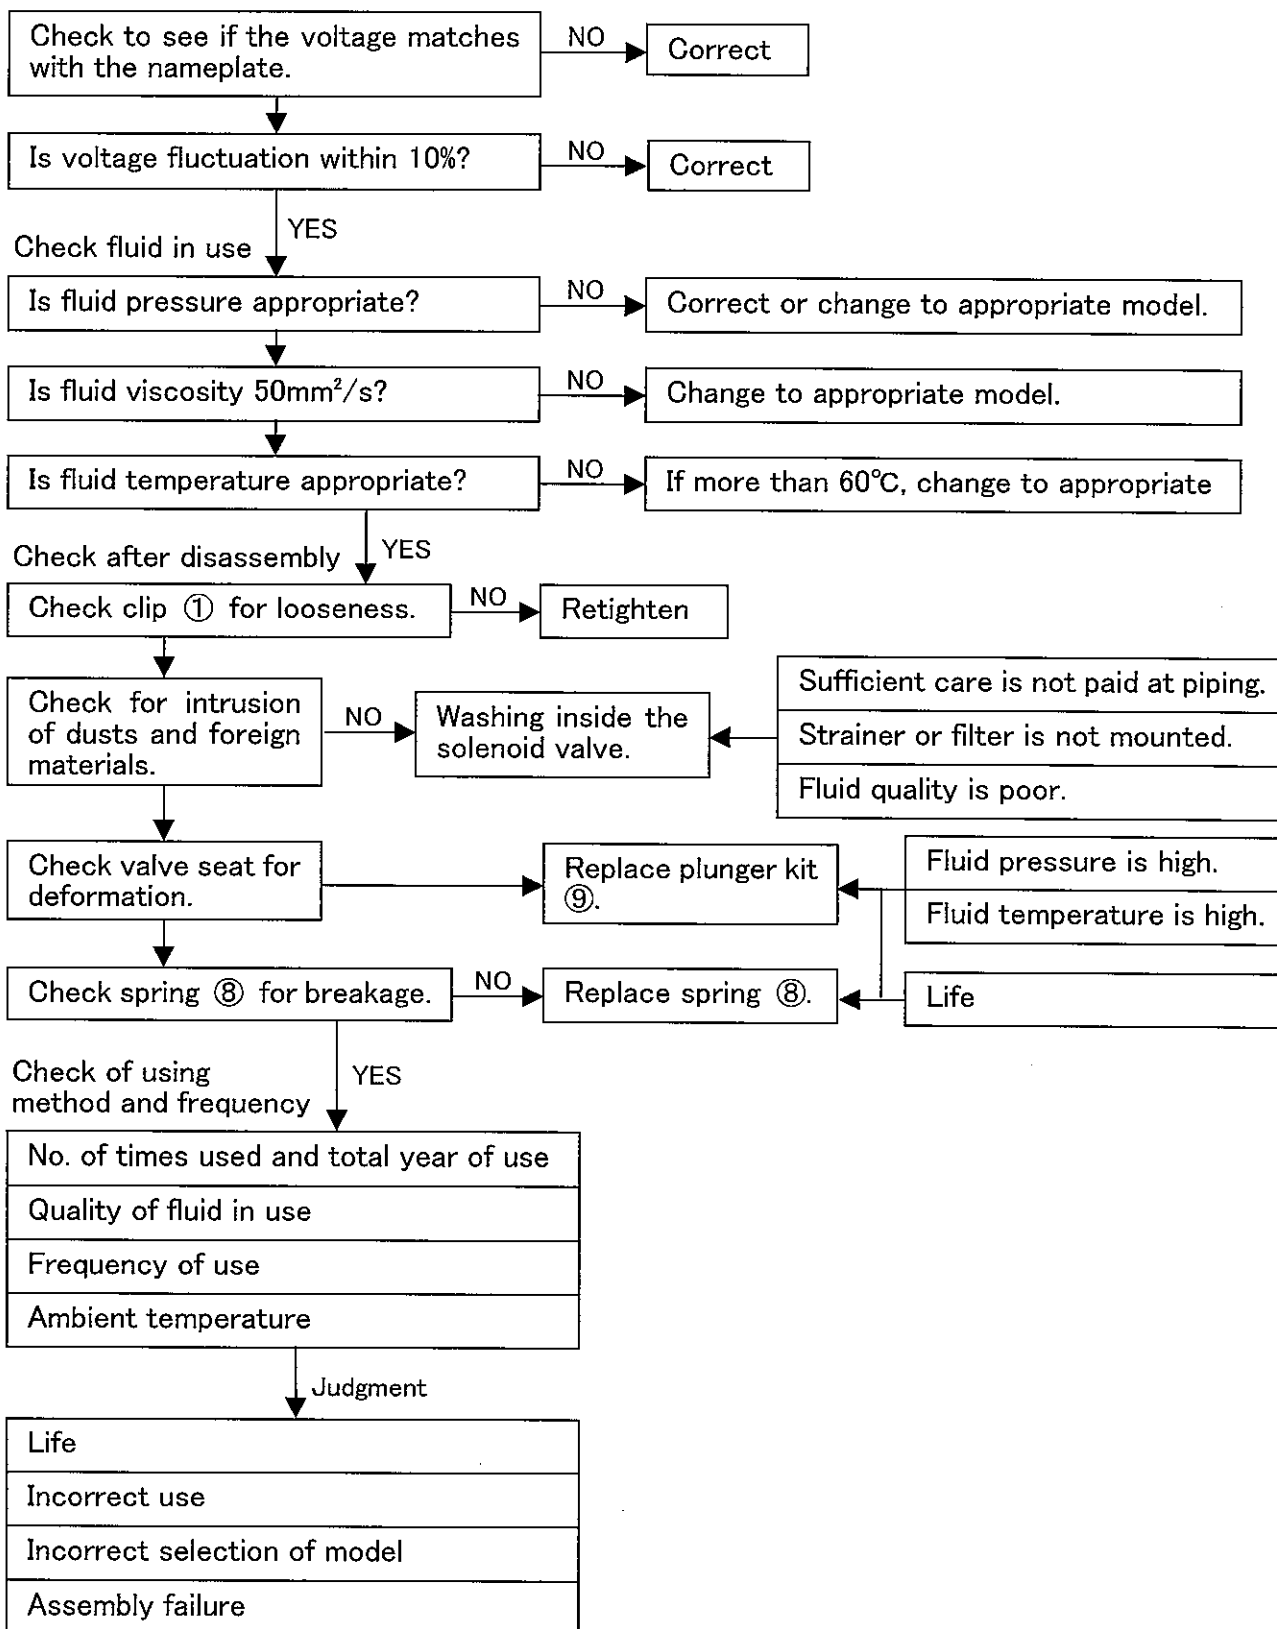 Check to see if the voltage matches
with the nameplate.
NO
Correct
Is voltage fluctuation within 10%?
NO
Correct
YES
Check fluid in use
Is fluid pressure appropriate?
NO
Correct or change to appropriate model.
Is fluid viscosity 50mm²/s?
NO
Change to appropriate model.
Is fluid temperature appropriate?
NO
If more than 60℃, change to appropriate
YES
Check after disassembly
Check clip ① for looseness.
NO
Retighten
Check for intrusion
of dusts and foreign
materials.
NO
Washing inside the
solenoid valve.
Sufficient care is not paid at piping.
Strainer or filter is not mounted.
Fluid quality is poor.
Check valve seat for
deformation.
Replace plunger kit
⑨.
Fluid pressure is high.
Fluid temperature is high.
Check spring ⑧ for breakage.
NO
Replace spring ⑧.
Life
YES
Check of using
method and frequency
No. of times used and total year of use
Quality of fluid in use
Frequency of use
Ambient temperature
Judgment
Life
Incorrect use
Incorrect selection of model
Assembly failure